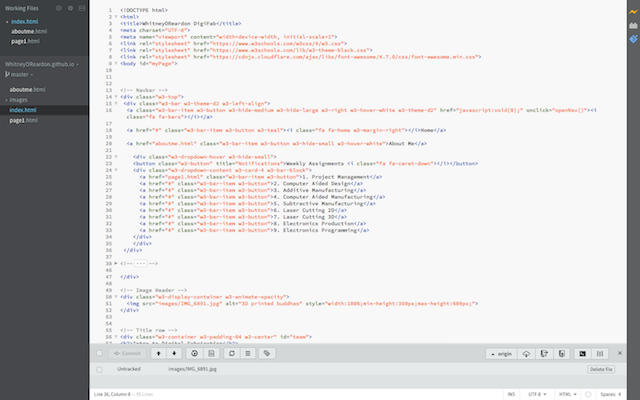 Working Files
index.html
aboutme.html
page1.html
WhitneyOReardon.github.io
master
aboutme.html
images
index.html
page1.html
1 <!DOCTYPE html>
2 <html>
3 <title>WhitneyOReardon DigiFab</title>
4 <meta charset="UTF-8">
5 <meta name="viewport" content="width=device-width, initial-scale=1">
6 <link rel="stylesheet" href="https://www.w3schools.com/w3css/4/w3.css">
7 <link rel="stylesheet" href="https://www.w3schools.com/lib/w3-theme-black.css">
8 <link rel="stylesheet" href="https://cdnjs.cloudflare.com/ajax/libs/font-awesome/4.7.0/css/font-awesome.min.css">
9 <body id="myPage">
10
11
12
13 <!-- Navbar -->
14 <div class="w3-top">
15 <div class="w3-bar w3-theme-d2 w3-left-align">
16 <a class="w3-bar-item w3-button w3-hide-medium w3-hide-large w3-right w3-hover-white w3-theme-d2" href="javascript:void(0);" onclick="openNav()"><i
class="fa fa-bars"></i></a>
17
18 <a href="#" class="w3-bar-item w3-button w3-teal"><i class="fa fa-home w3-margin-right"></i>Home</a>
19
20 <a href="aboutme.html" class="w3-bar-item w3-button w3-hide-small w3-hover-white">About Me</a>
21
22 <div class="w3-dropdown-hover w3-hide-small">
23 <button class="w3-button" title="Notifications">Weekly Assignments <i class="fa fa-caret-down"></i></button>
24 <div class="w3-dropdown-content w3-card-4 w3-bar-block">
25 <a href="page1.html" class="w3-bar-item w3-button">1. Project Management</a>
26 <a href="#" class="w3-bar-item w3-button">2. Computer Aided Design</a>
27 <a href="#" class="w3-bar-item w3-button">3. Additive Manufacturing</a>
28 <a href="#" class="w3-bar-item w3-button">4. Computer Aided Manufacturing</a>
29 <a href="#" class="w3-bar-item w3-button">5. Subtractive Manufacturing</a>
30 <a href="#" class="w3-bar-item w3-button">6. Laser Cutting 2D</a>
31 <a href="#" class="w3-bar-item w3-button">7. Laser Cutting 3D</a>
32 <a href="#" class="w3-bar-item w3-button">8. Electronics Production</a>
33 <a href="#" class="w3-bar-item w3-button">9. Electronics Programming</a>
34 </div>
35 </div>
36 </div>
37
38 <!-- ... -->
46
47 </div>
48
49 <!-- Image Header -->
50 <div class="w3-display-container w3-animate-opacity">
51 <img src="images/IMG_6891.jpg" alt="3D printed buddhas" style="width:100%;min-height:350px;max-height:600px;">
52 </div>
53
54
55 <!-- Title row -->
56 <div class="w3-container w3-padding-64 w3-center" id="team">
Commit
origin
Untracked images/IMG_6891.jpg Delete file
Line 36, Column 8 — 95 Lines
INS UTF-8 HTML Spaces: 4